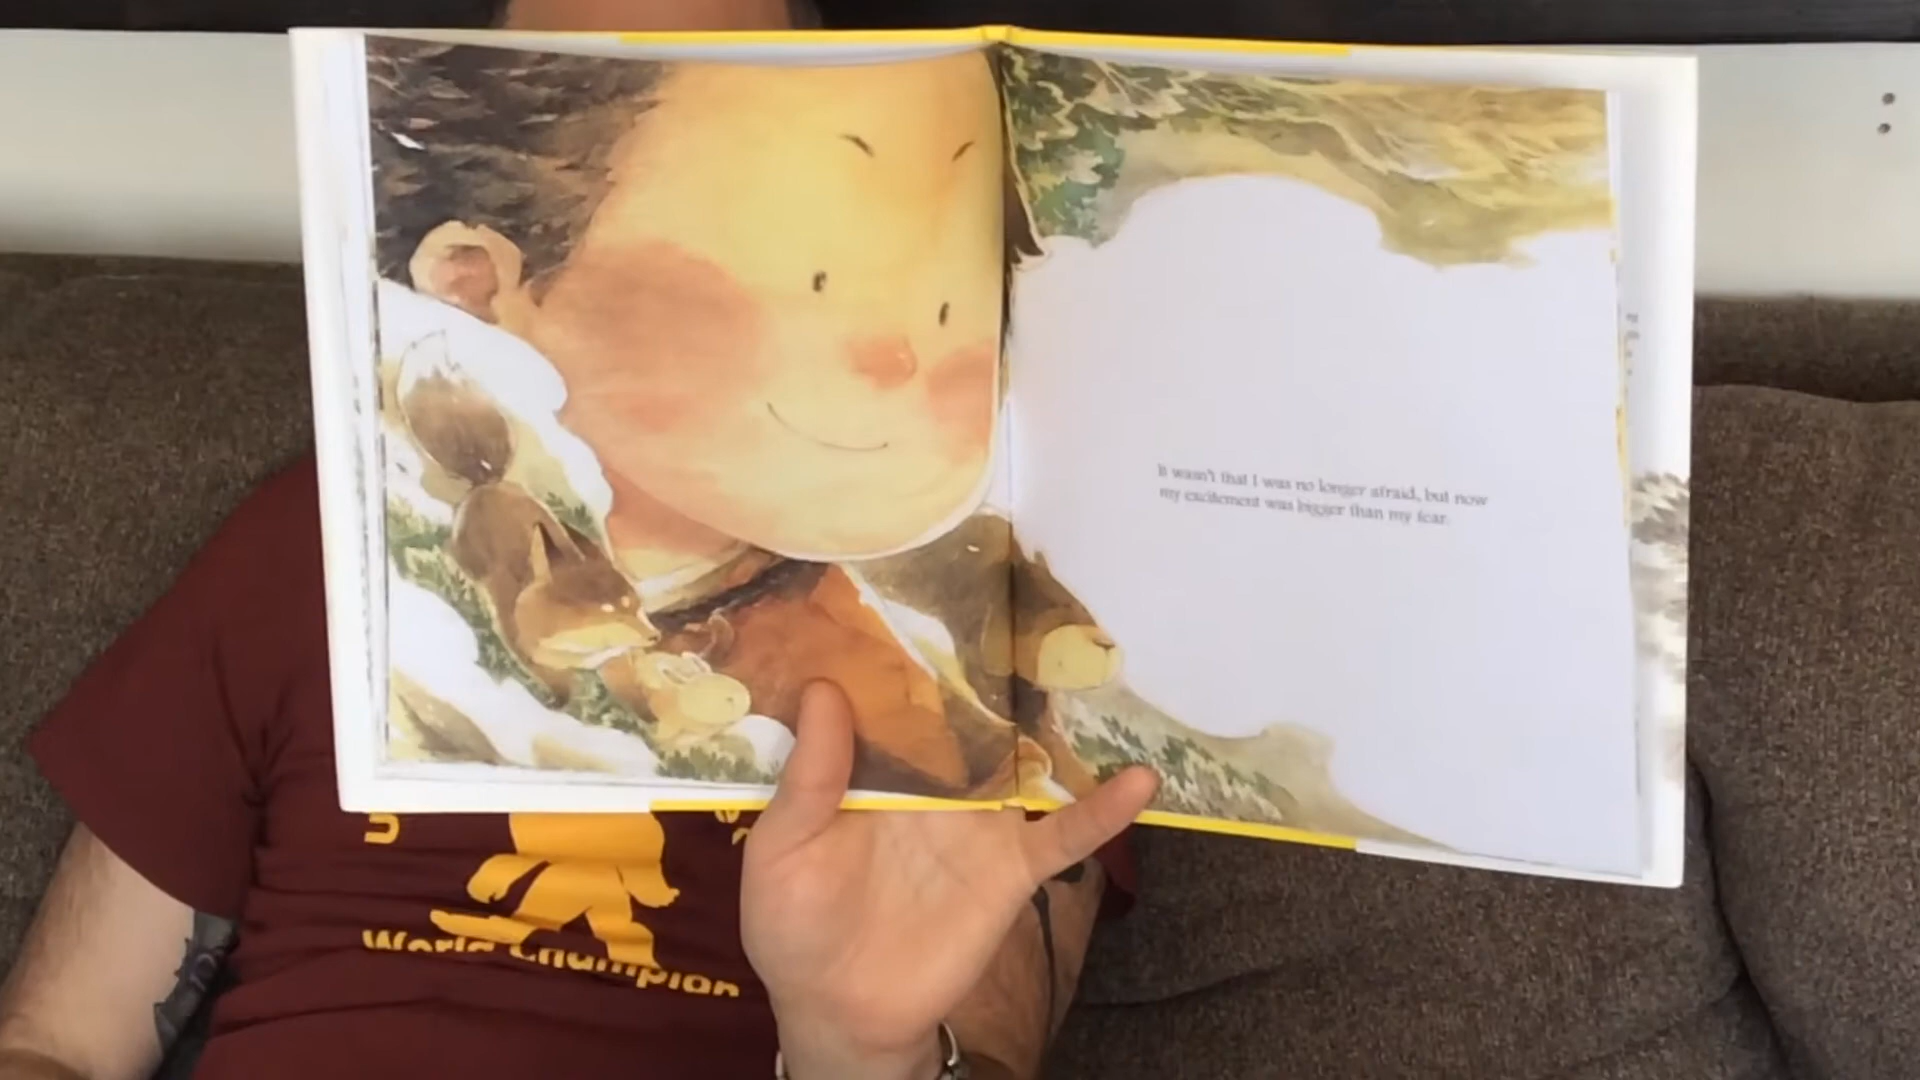 It wasn't that I was no longer afraid, but now
my excitement was bigger than my fear.
World Champion